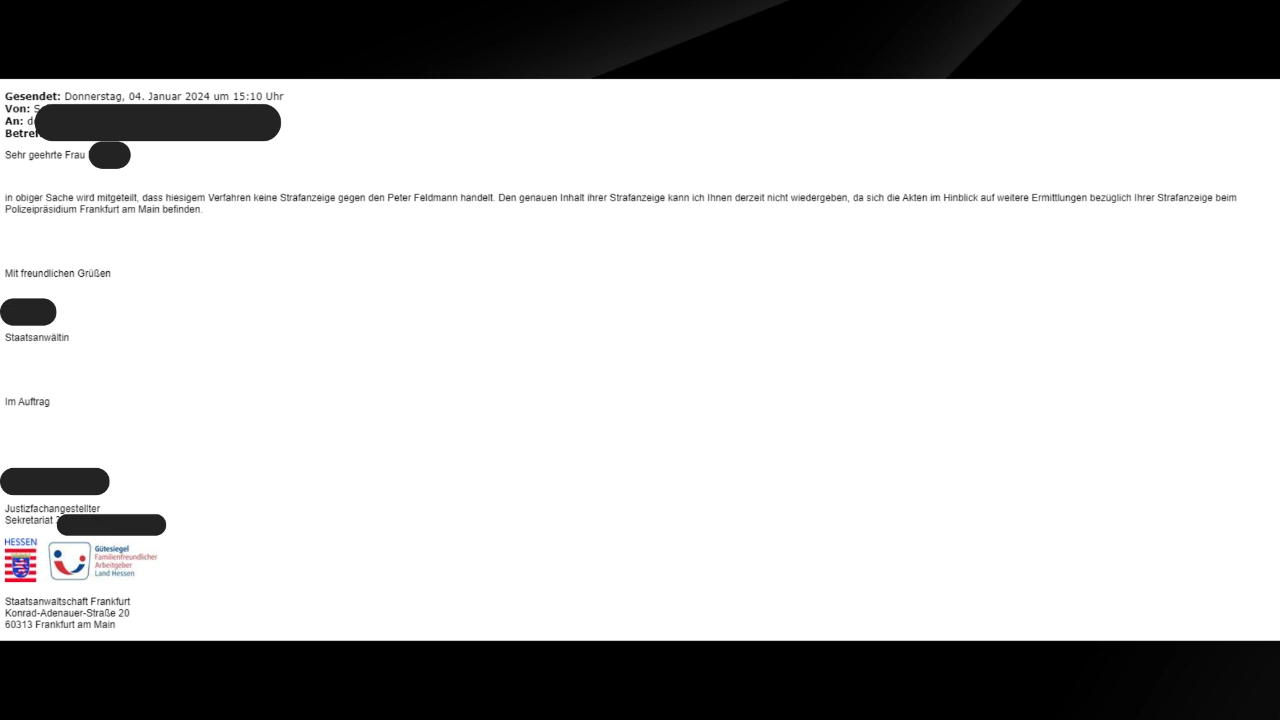 Gesendet: Donnerstag, 04. Januar 2024 um 15:10 Uhr
Von:
An:
Sehr geehrte Frau
in obiger Sache wird mitgeteilt, dass hiesigem Verfahren keine Strafanzeige gegen den Peter Feldmann handelt. Den genauen Inhalt ihrer Strafanzeige kann ich Ihnen derzeit nicht wiedergeben, da sich die Akten im Hinblick auf weitere Ermittlungen bezüglich Ihrer Strafanzeige beim
Polizeipräsidium Frankfurt am Main befinden.
Mit freundlichen Grüßen
Staatsanwältin
Im Auftrag
Justizfachangestellter
Sekretariat
HESSEN
Gütesiegel
Familienfreundlicher
Arbeitgeber
Land Hessen
Staatsanwaltschaft Frankfurt
Konrad-Adenauer-Straße 20
60313 Frankfurt am Main